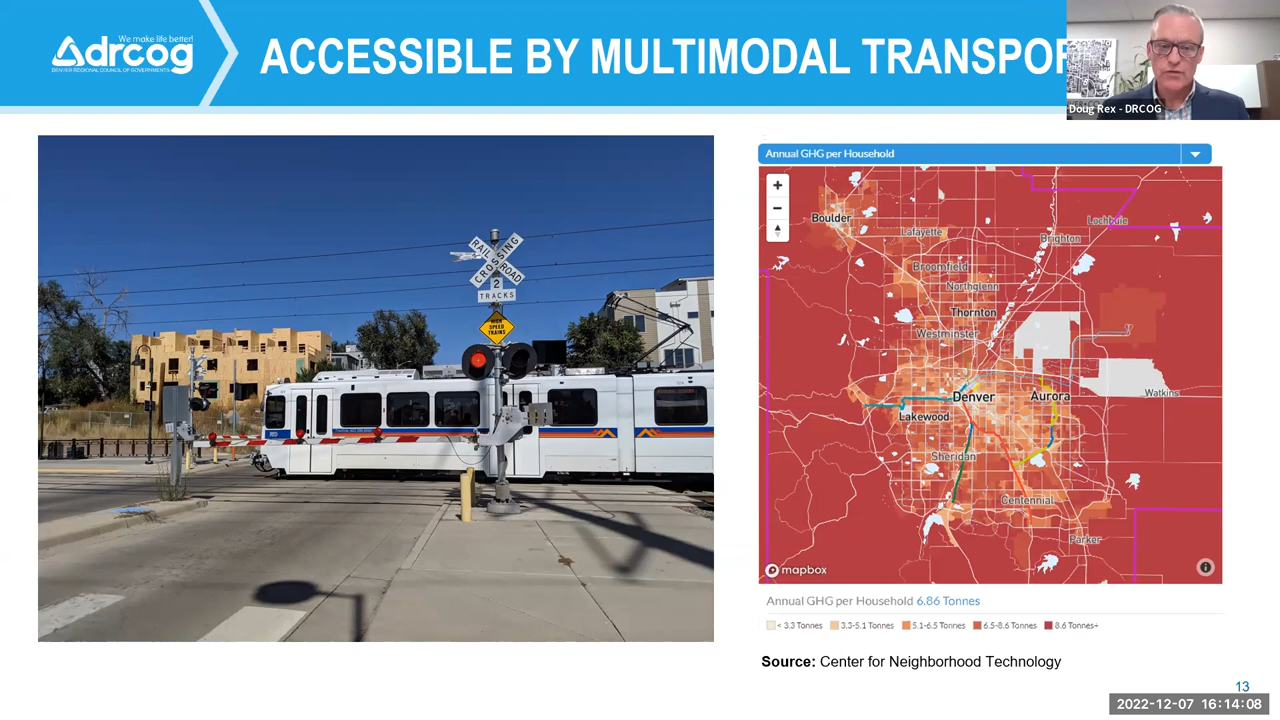 We make life better!
drcog
DENVER REGIONAL COUNCIL OF GOVERNMENTS
ACCESSIBLE BY MULTIMODAL TRANSPOR
Doug Rex - DRCOG
RAIL ROAD
CROSSING
2
TRACKS
HIGH
SPEED
TRAINS
Annual GHG per Household
Boulder
Lochbuie
Lafayette
Brighton
Broomfield
Northglenn
Thornton
Westminster
Watkins
Denver
Aurora
Lakewood
Sheridan
Centennial
Parker
mapbox
Annual GHG per Household 6.86 Tonnes
< 3.3 Tonnes 3.3-5.1 Tonnes 5.1-6.5 Tonnes 6.5-8.6 Tonnes 8.6 Tonnes+
Source: Center for Neighborhood Technology
13
2022-12-07 16:14:08